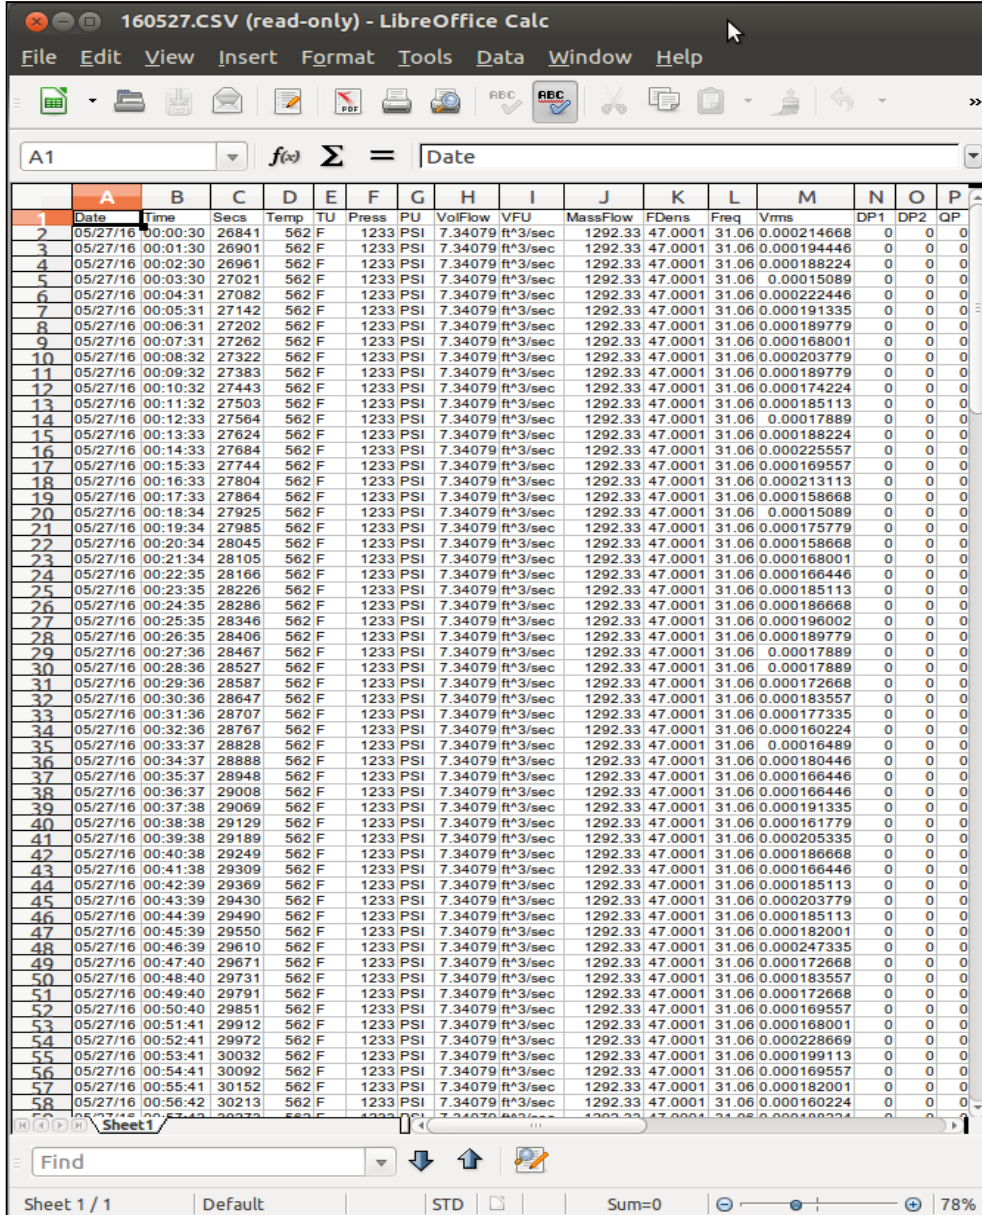 160527.CSV (read-only) - LibreOffice Calc
File Edit View Insert Format Tools Data Window Help
PDF ABC ABC »
A1 f(x) Σ = Date
A B C D E F G H I J K L M N O P
1 Date Time Secs Temp TU Press PU VolFlow VFU MassFlow FDens Freq Vrms DP1 DP2 QP
2 05/27/16 00:00:30 26841 562 F 1233 PSI 7.34079 ft^3/sec 1292.33 47.0001 31.06 0.000214668 0 0 0
3 05/27/16 00:01:30 26901 562 F 1233 PSI 7.34079 ft^3/sec 1292.33 47.0001 31.06 0.000194446 0 0 0
4 05/27/16 00:02:30 26961 562 F 1233 PSI 7.34079 ft^3/sec 1292.33 47.0001 31.06 0.000188224 0 0 0
5 05/27/16 00:03:30 27021 562 F 1233 PSI 7.34079 ft^3/sec 1292.33 47.0001 31.06 0.00015089 0 0 0
6 05/27/16 00:04:31 27082 562 F 1233 PSI 7.34079 ft^3/sec 1292.33 47.0001 31.06 0.000222446 0 0 0
7 05/27/16 00:05:31 27142 562 F 1233 PSI 7.34079 ft^3/sec 1292.33 47.0001 31.06 0.000191335 0 0 0
8 05/27/16 00:06:31 27202 562 F 1233 PSI 7.34079 ft^3/sec 1292.33 47.0001 31.06 0.000189779 0 0 0
9 05/27/16 00:07:31 27262 562 F 1233 PSI 7.34079 ft^3/sec 1292.33 47.0001 31.06 0.000168001 0 0 0
10 05/27/16 00:08:32 27322 562 F 1233 PSI 7.34079 ft^3/sec 1292.33 47.0001 31.06 0.000203779 0 0 0
11 05/27/16 00:09:32 27383 562 F 1233 PSI 7.34079 ft^3/sec 1292.33 47.0001 31.06 0.000189779 0 0 0
12 05/27/16 00:10:32 27443 562 F 1233 PSI 7.34079 ft^3/sec 1292.33 47.0001 31.06 0.000174224 0 0 0
13 05/27/16 00:11:32 27503 562 F 1233 PSI 7.34079 ft^3/sec 1292.33 47.0001 31.06 0.000185113 0 0 0
14 05/27/16 00:12:33 27564 562 F 1233 PSI 7.34079 ft^3/sec 1292.33 47.0001 31.06 0.00017889 0 0 0
15 05/27/16 00:13:33 27624 562 F 1233 PSI 7.34079 ft^3/sec 1292.33 47.0001 31.06 0.000188224 0 0 0
16 05/27/16 00:14:33 27684 562 F 1233 PSI 7.34079 ft^3/sec 1292.33 47.0001 31.06 0.000225557 0 0 0
17 05/27/16 00:15:33 27744 562 F 1233 PSI 7.34079 ft^3/sec 1292.33 47.0001 31.06 0.000169557 0 0 0
18 05/27/16 00:16:33 27804 562 F 1233 PSI 7.34079 ft^3/sec 1292.33 47.0001 31.06 0.000213113 0 0 0
19 05/27/16 00:17:33 27864 562 F 1233 PSI 7.34079 ft^3/sec 1292.33 47.0001 31.06 0.000158668 0 0 0
20 05/27/16 00:18:34 27925 562 F 1233 PSI 7.34079 ft^3/sec 1292.33 47.0001 31.06 0.00015089 0 0 0
21 05/27/16 00:19:34 27985 562 F 1233 PSI 7.34079 ft^3/sec 1292.33 47.0001 31.06 0.000175779 0 0 0
22 05/27/16 00:20:34 28045 562 F 1233 PSI 7.34079 ft^3/sec 1292.33 47.0001 31.06 0.000158668 0 0 0
23 05/27/16 00:21:34 28105 562 F 1233 PSI 7.34079 ft^3/sec 1292.33 47.0001 31.06 0.000168001 0 0 0
24 05/27/16 00:22:35 28166 562 F 1233 PSI 7.34079 ft^3/sec 1292.33 47.0001 31.06 0.000166446 0 0 0
25 05/27/16 00:23:35 28226 562 F 1233 PSI 7.34079 ft^3/sec 1292.33 47.0001 31.06 0.000185113 0 0 0
26 05/27/16 00:24:35 28286 562 F 1233 PSI 7.34079 ft^3/sec 1292.33 47.0001 31.06 0.000186668 0 0 0
27 05/27/16 00:25:35 28346 562 F 1233 PSI 7.34079 ft^3/sec 1292.33 47.0001 31.06 0.000196002 0 0 0
28 05/27/16 00:26:35 28406 562 F 1233 PSI 7.34079 ft^3/sec 1292.33 47.0001 31.06 0.000189779 0 0 0
29 05/27/16 00:27:36 28467 562 F 1233 PSI 7.34079 ft^3/sec 1292.33 47.0001 31.06 0.00017889 0 0 0
30 05/27/16 00:28:36 28527 562 F 1233 PSI 7.34079 ft^3/sec 1292.33 47.0001 31.06 0.00017889 0 0 0
31 05/27/16 00:29:36 28587 562 F 1233 PSI 7.34079 ft^3/sec 1292.33 47.0001 31.06 0.000172668 0 0 0
32 05/27/16 00:30:36 28647 562 F 1233 PSI 7.34079 ft^3/sec 1292.33 47.0001 31.06 0.000183557 0 0 0
33 05/27/16 00:31:36 28707 562 F 1233 PSI 7.34079 ft^3/sec 1292.33 47.0001 31.06 0.000177335 0 0 0
34 05/27/16 00:32:36 28767 562 F 1233 PSI 7.34079 ft^3/sec 1292.33 47.0001 31.06 0.000160224 0 0 0
35 05/27/16 00:33:37 28828 562 F 1233 PSI 7.34079 ft^3/sec 1292.33 47.0001 31.06 0.00016489 0 0 0
36 05/27/16 00:34:37 28888 562 F 1233 PSI 7.34079 ft^3/sec 1292.33 47.0001 31.06 0.000180446 0 0 0
37 05/27/16 00:35:37 28948 562 F 1233 PSI 7.34079 ft^3/sec 1292.33 47.0001 31.06 0.000166446 0 0 0
38 05/27/16 00:36:37 29008 562 F 1233 PSI 7.34079 ft^3/sec 1292.33 47.0001 31.06 0.000166446 0 0 0
39 05/27/16 00:37:38 29069 562 F 1233 PSI 7.34079 ft^3/sec 1292.33 47.0001 31.06 0.000191335 0 0 0
40 05/27/16 00:38:38 29129 562 F 1233 PSI 7.34079 ft^3/sec 1292.33 47.0001 31.06 0.000161779 0 0 0
41 05/27/16 00:39:38 29189 562 F 1233 PSI 7.34079 ft^3/sec 1292.33 47.0001 31.06 0.000205335 0 0 0
42 05/27/16 00:40:38 29249 562 F 1233 PSI 7.34079 ft^3/sec 1292.33 47.0001 31.06 0.000186668 0 0 0
43 05/27/16 00:41:38 29309 562 F 1233 PSI 7.34079 ft^3/sec 1292.33 47.0001 31.06 0.000166446 0 0 0
44 05/27/16 00:42:39 29369 562 F 1233 PSI 7.34079 ft^3/sec 1292.33 47.0001 31.06 0.000185113 0 0 0
45 05/27/16 00:43:39 29430 562 F 1233 PSI 7.34079 ft^3/sec 1292.33 47.0001 31.06 0.000203779 0 0 0
46 05/27/16 00:44:39 29490 562 F 1233 PSI 7.34079 ft^3/sec 1292.33 47.0001 31.06 0.000185113 0 0 0
47 05/27/16 00:45:39 29550 562 F 1233 PSI 7.34079 ft^3/sec 1292.33 47.0001 31.06 0.000182001 0 0 0
48 05/27/16 00:46:39 29610 562 F 1233 PSI 7.34079 ft^3/sec 1292.33 47.0001 31.06 0.000247335 0 0 0
49 05/27/16 00:47:40 29671 562 F 1233 PSI 7.34079 ft^3/sec 1292.33 47.0001 31.06 0.000172668 0 0 0
50 05/27/16 00:48:40 29731 562 F 1233 PSI 7.34079 ft^3/sec 1292.33 47.0001 31.06 0.000183557 0 0 0
51 05/27/16 00:49:40 29791 562 F 1233 PSI 7.34079 ft^3/sec 1292.33 47.0001 31.06 0.000172668 0 0 0
52 05/27/16 00:50:40 29851 562 F 1233 PSI 7.34079 ft^3/sec 1292.33 47.0001 31.06 0.000169557 0 0 0
53 05/27/16 00:51:41 29912 562 F 1233 PSI 7.34079 ft^3/sec 1292.33 47.0001 31.06 0.000168001 0 0 0
54 05/27/16 00:52:41 29972 562 F 1233 PSI 7.34079 ft^3/sec 1292.33 47.0001 31.06 0.000228669 0 0 0
55 05/27/16 00:53:41 30032 562 F 1233 PSI 7.34079 ft^3/sec 1292.33 47.0001 31.06 0.000199113 0 0 0
56 05/27/16 00:54:41 30092 562 F 1233 PSI 7.34079 ft^3/sec 1292.33 47.0001 31.06 0.000169557 0 0 0
57 05/27/16 00:55:41 30152 562 F 1233 PSI 7.34079 ft^3/sec 1292.33 47.0001 31.06 0.000182001 0 0 0
58 05/27/16 00:56:42 30213 562 F 1233 PSI 7.34079 ft^3/sec 1292.33 47.0001 31.06 0.000160224 0 0 0
Sheet1
Find
Sheet 1 / 1 Default STD Sum=0 78%